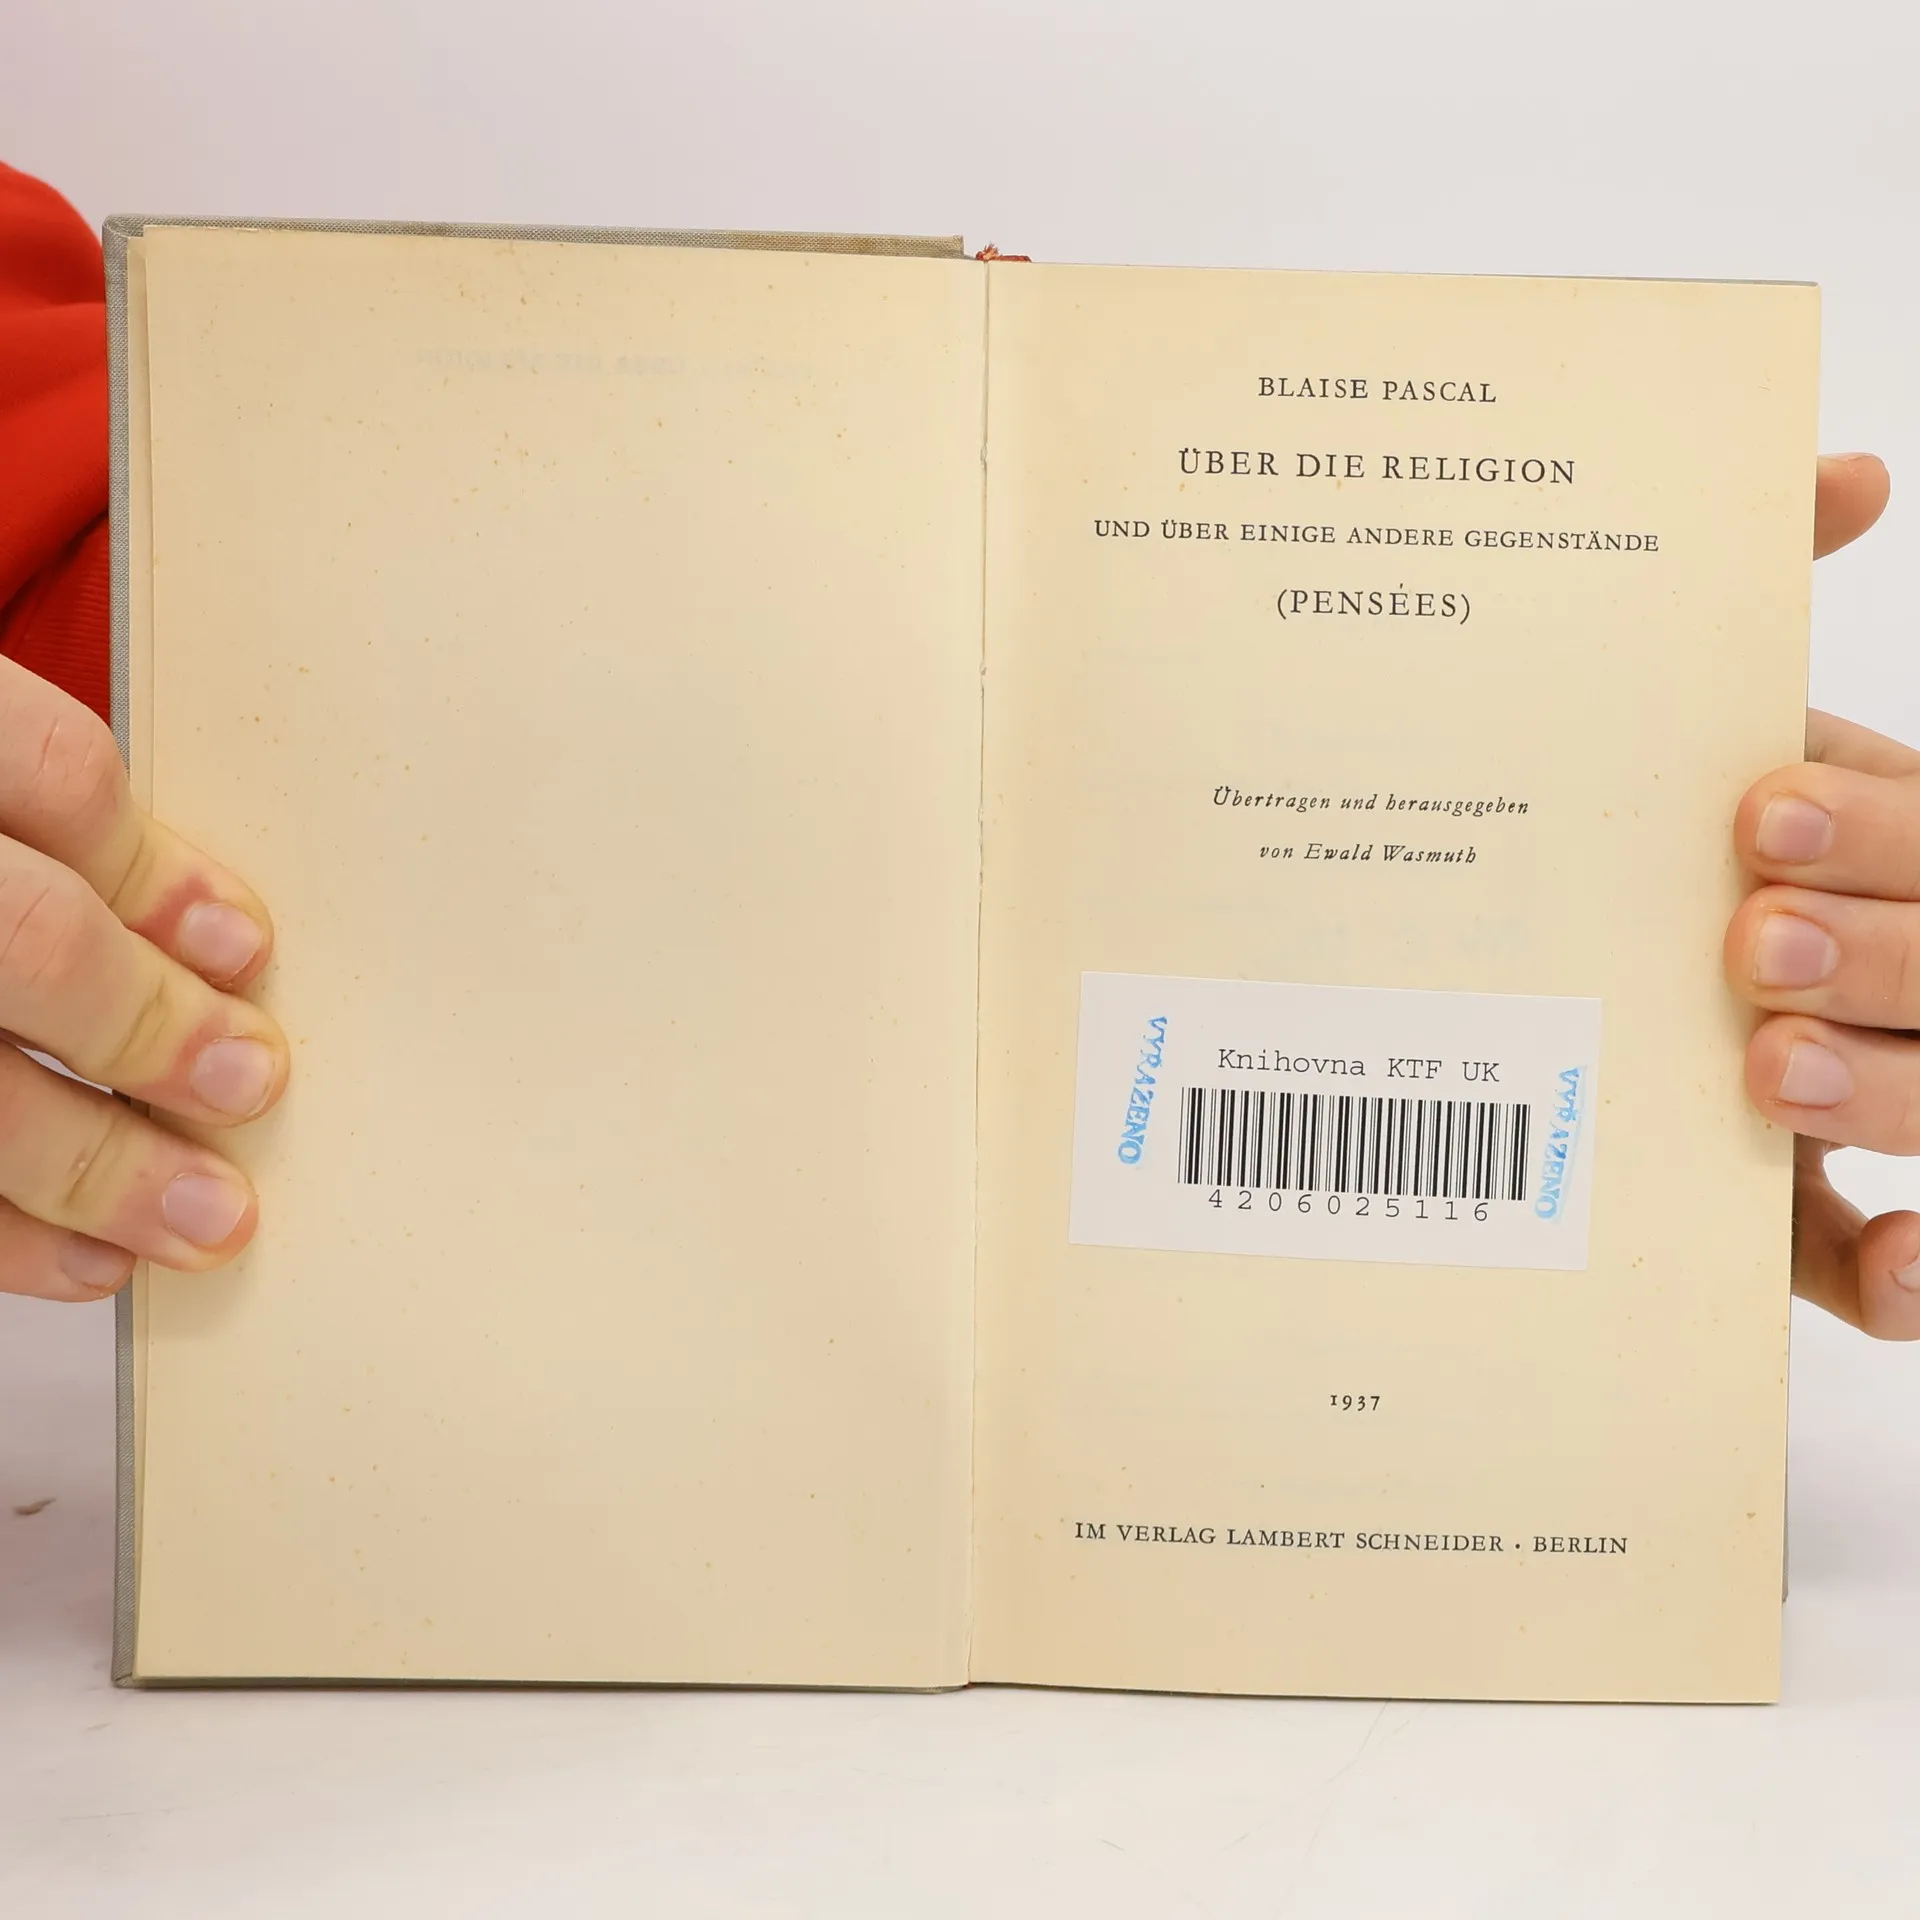 BLAISE PASCAL
ÜBER DIE RELIGION
UND ÜBER EINIGE ANDERE GEGENSTÄNDE
(PENSÉES)
Übertragen und herausgegeben
von Ewald Wasmuth
Knihovna KTF UK
VYŘAZENO
VYŘAZENO
4206025116
1937
IM VERLAG LAMBERT SCHNEIDER • BERLIN